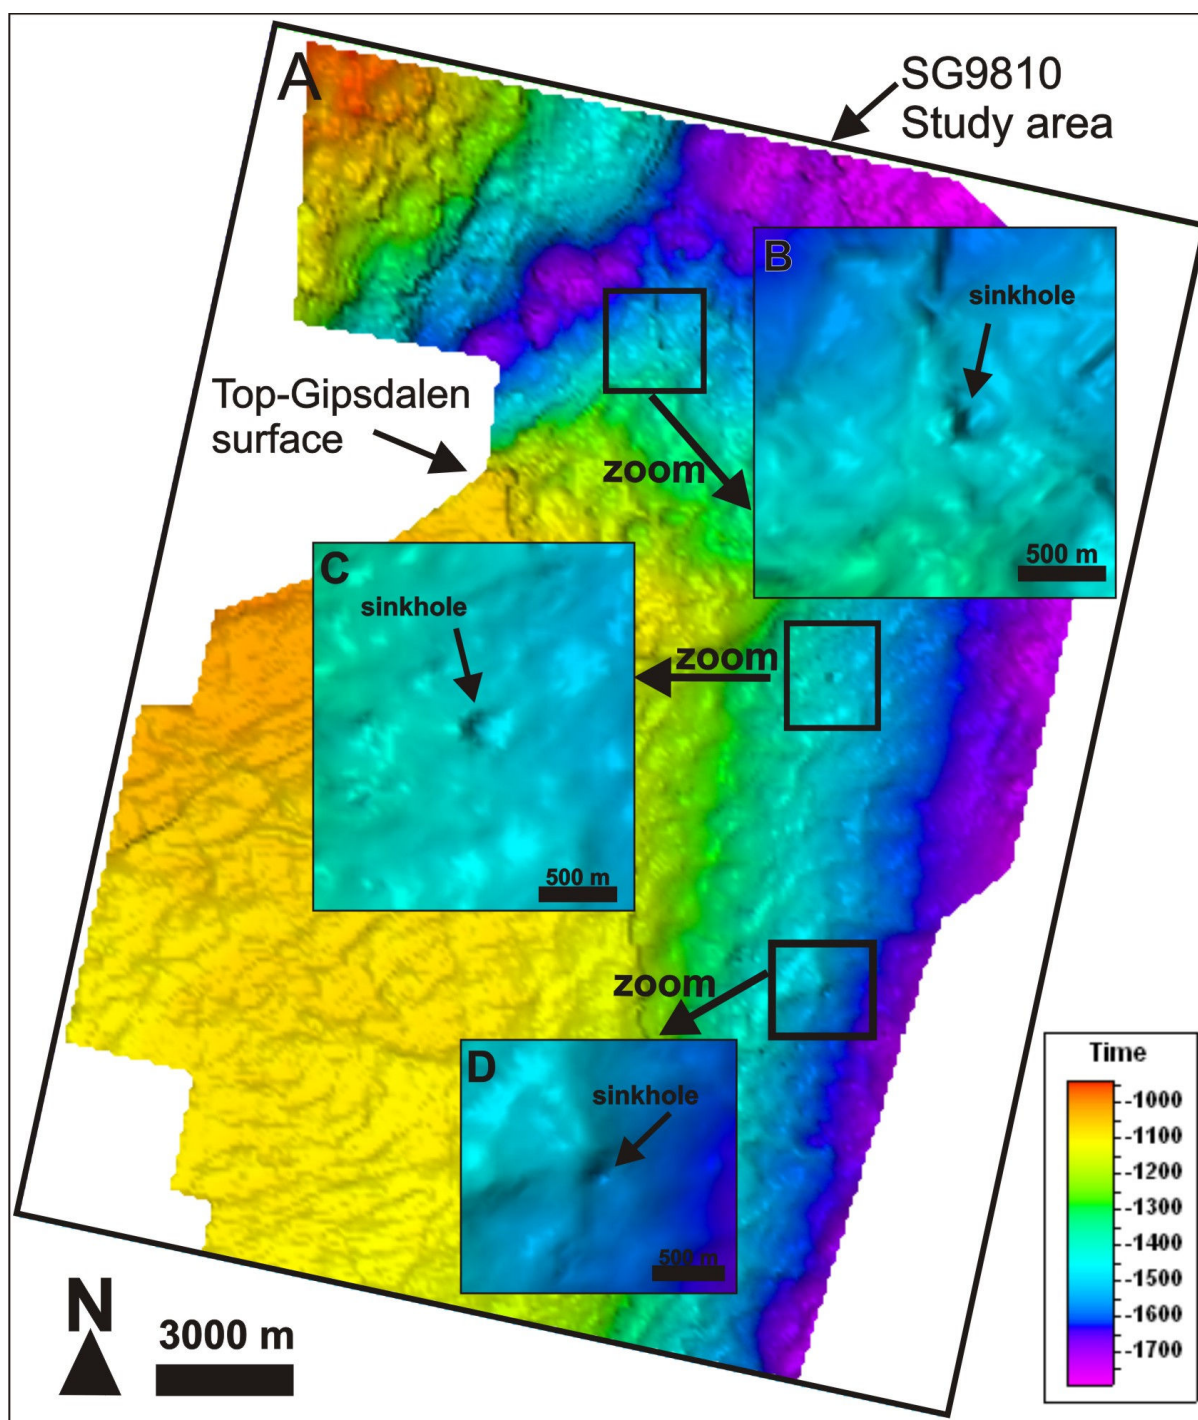 A
SG9810
Study area
B
sinkhole
500 m
Top-Gipsdalen
surface
zoom
C
sinkhole
500 m
zoom
zoom
D
sinkhole
500 m
Time
-1000
-1100
-1200
-1300
-1400
-1500
-1600
-1700
N
3000 m